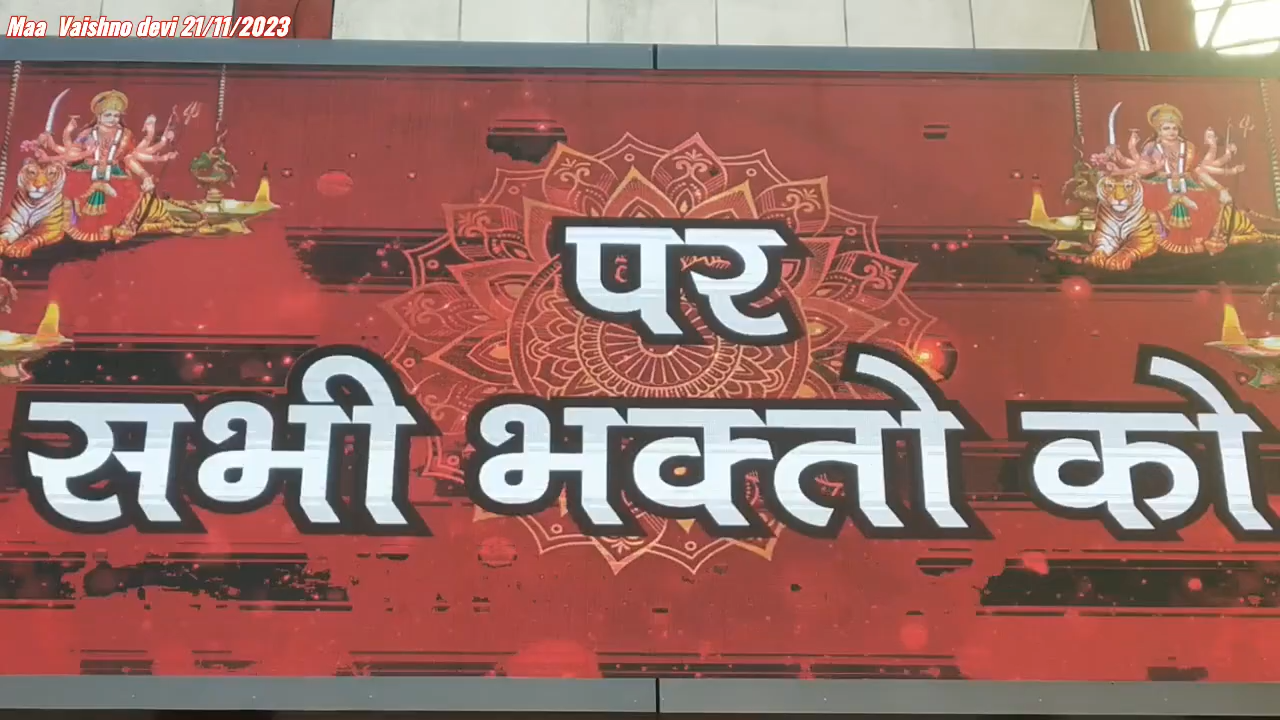 Maa Vaishno devi 21/11/2023
पर
सभी भक्तो को